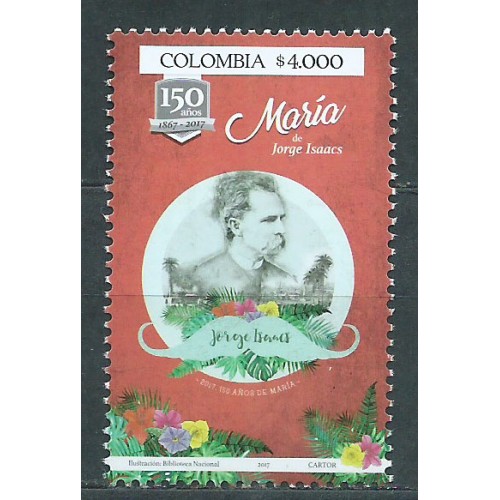 COLOMBIA $4.000
150
años
1867 - 2017
María
de
Jorge Isaacs
Jorge Isaacs
- 2017, 150 AÑOS DE MARÍA -
Ilustración: Biblioteca Nacional 2017 CARTOR